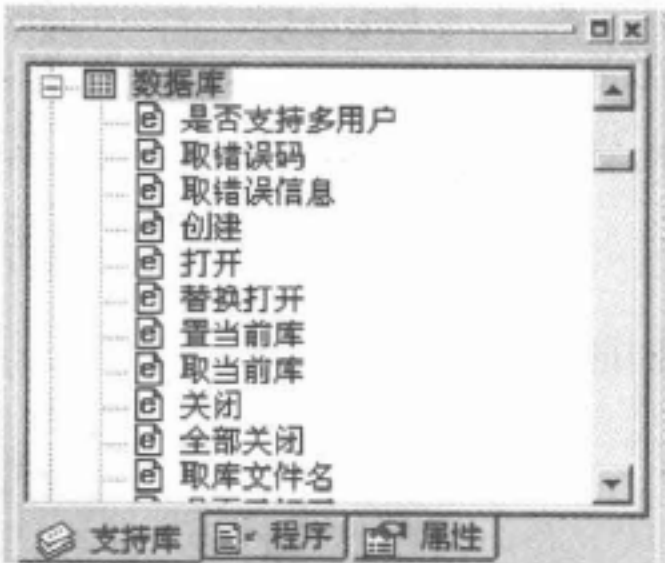 数据库
是否支持多用户
取错误码
取错误信息
创建
打开
替换打开
置当前库
取当前库
关闭
全部关闭
取库文件名
支持库 程序 属性